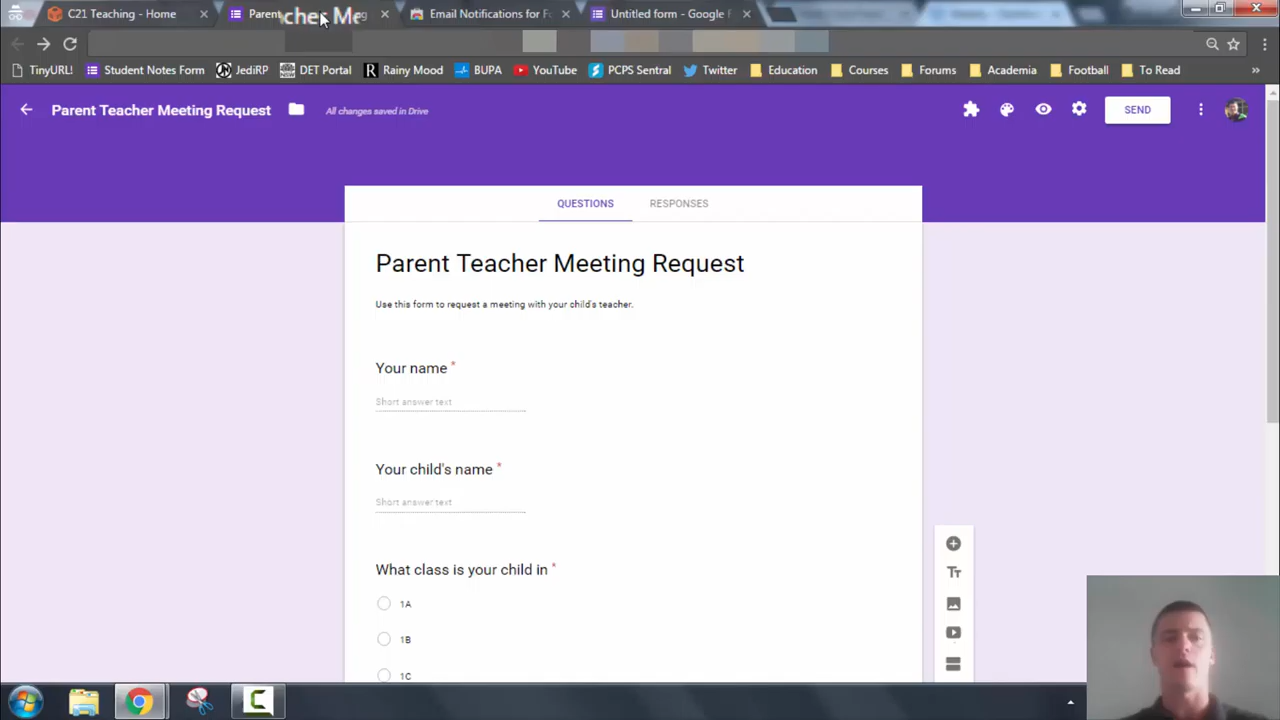 C21 Teaching - Home
Parent
cher Me
Email Notifications for Fo
Untitled form - Google F
TinyURL!
Student Notes Form
JediRP
DET Portal
Rainy Mood
BUPA
YouTube
PCPS Sentral
Twitter
Education
Courses
Forums
Academia
Football
To Read
»
Parent Teacher Meeting Request
All changes saved in Drive
SEND
QUESTIONS
RESPONSES
Parent Teacher Meeting Request
Use this form to request a meeting with your child's teacher.
Your name *
Short answer text
Your child's name *
Short answer text
What class is your child in *
1A
1B
1C